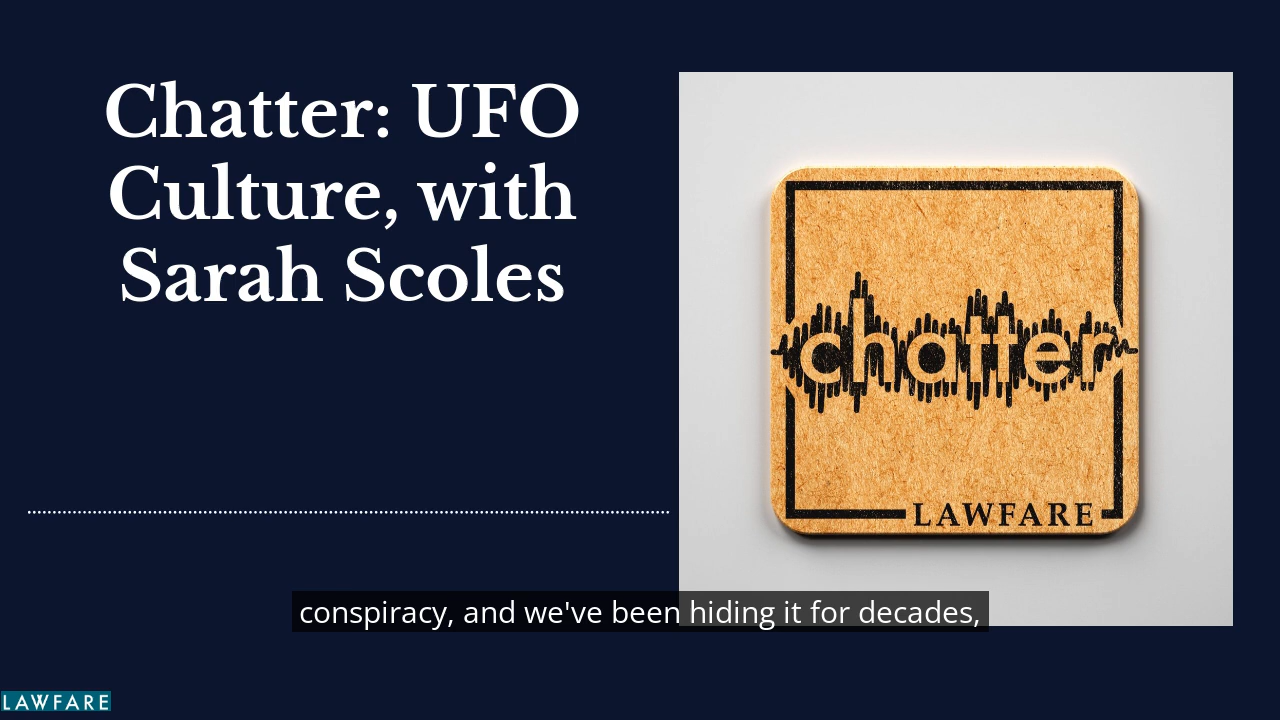 Chatter: UFO
Culture, with
Sarah Scoles
chatter
LAWFARE
conspiracy, and we've been hiding it for decades,
LAWFARE